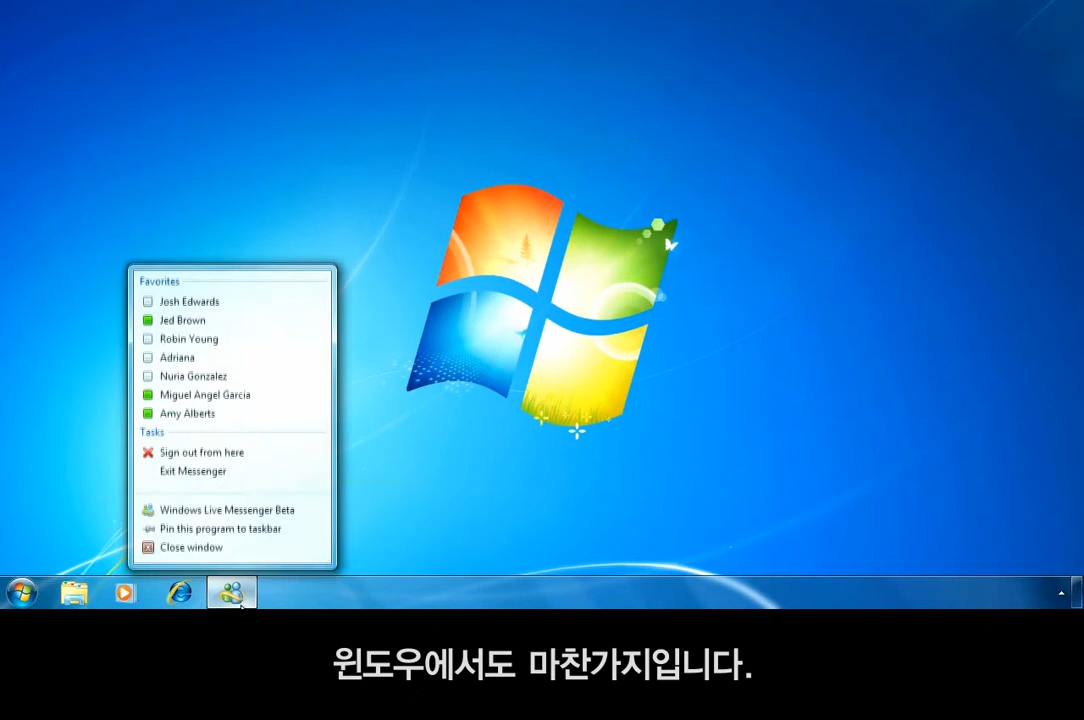 Favorites
Josh Edwards
Jed Brown
Robin Young
Adriana
Nuria Gonzalez
Miguel Angel Garcia
Amy Alberts
Tasks
Sign out from here
Exit Messenger
Windows Live Messenger Beta
Pin this program to taskbar
Close window
윈도우에서도 마찬가지입니다.